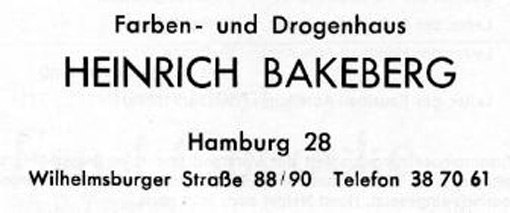 Farben- und Drogenhaus
HEINRICH BAKEBERG
Hamburg 28
Wilhelmsburger Straße 88/90 Telefon 38 70 61